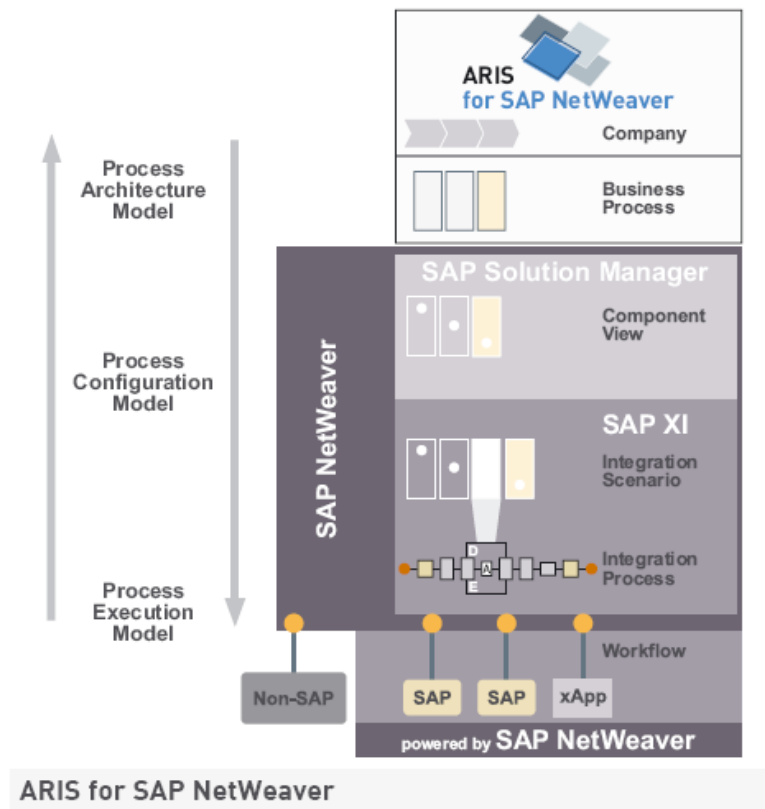 ARIS
for SAP NetWeaver
Company
Process
Architecture
Model
Business
Process
SAP Solution Manager
Component
View
Process
Configuration
Model
SAP NetWeaver
SAP XI
Integration
Scenario
D
A
E
Integration
Process
Process
Execution
Model
Workflow
Non-SAP
SAP
SAP
xApp
powered by SAP NetWeaver
ARIS for SAP NetWeaver